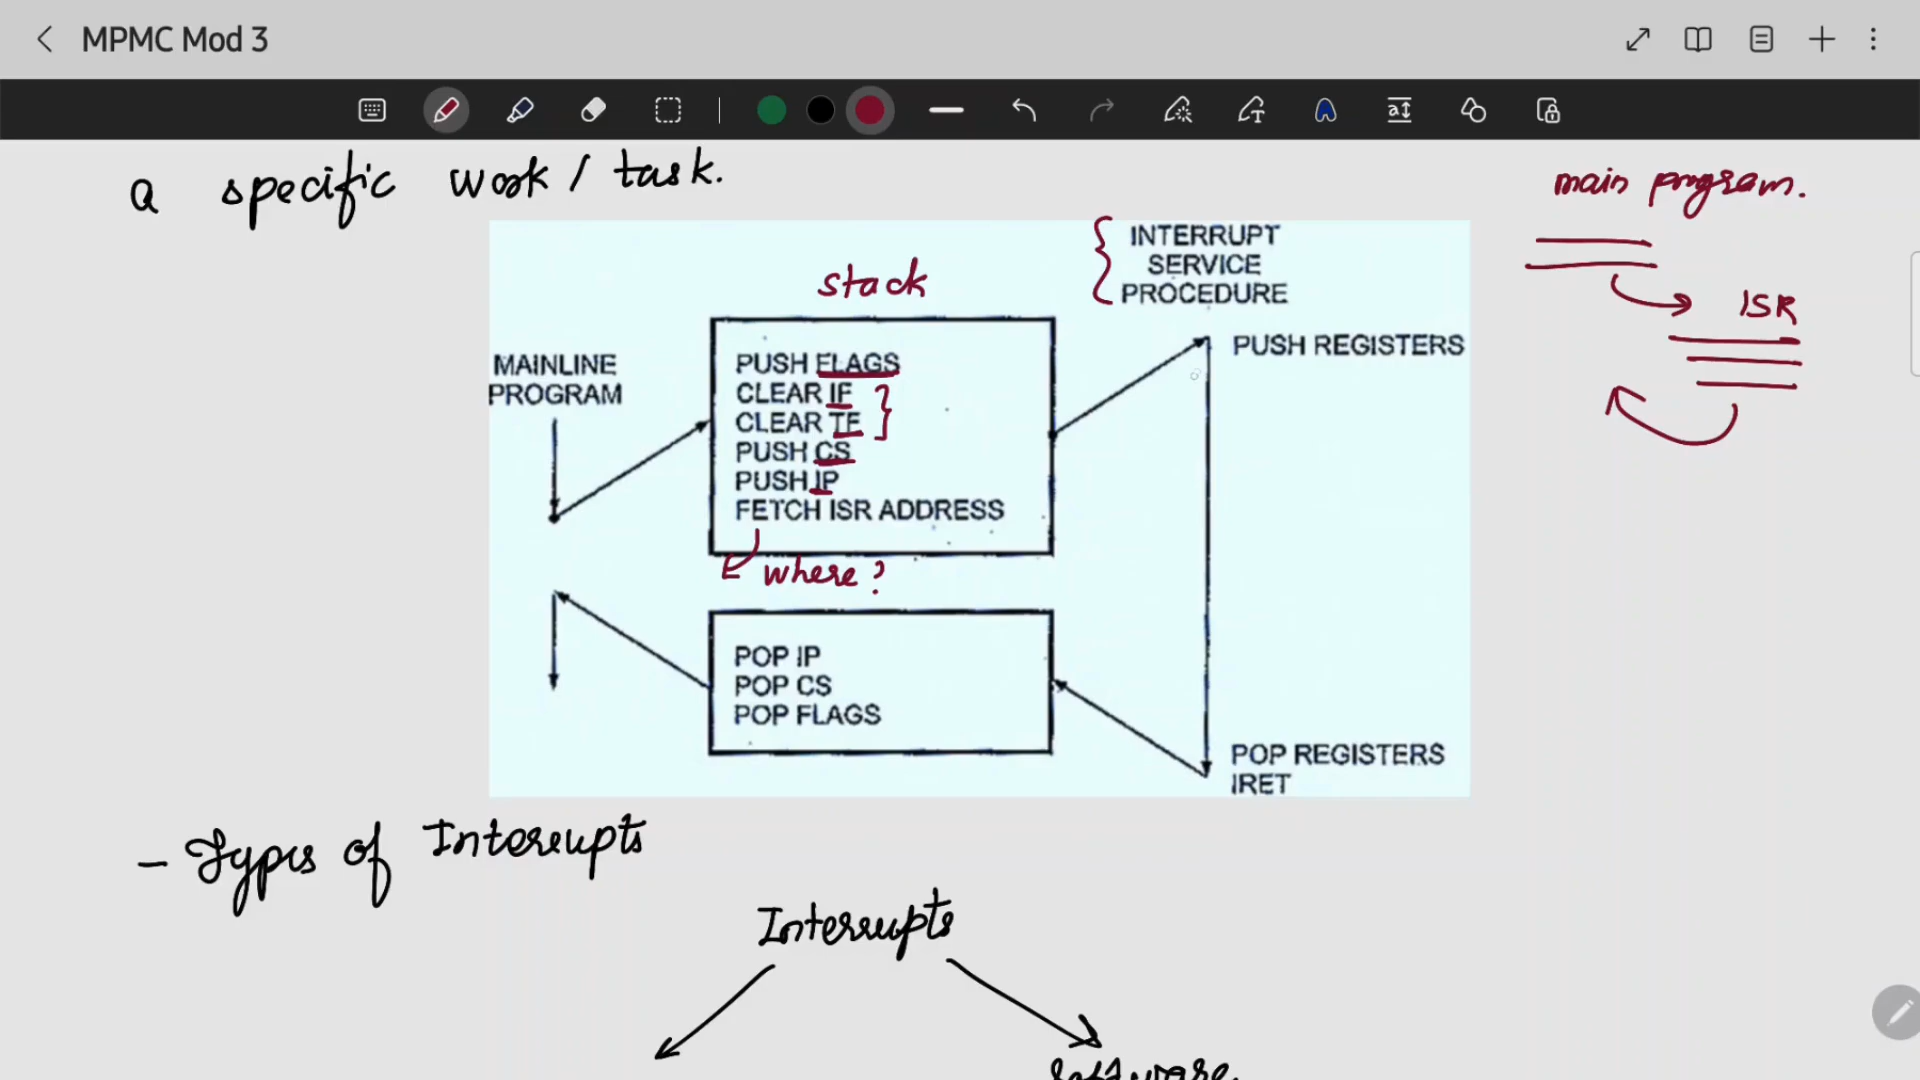 MPMC Mod 3
a specific work / task.
main program.
INTERRUPT
SERVICE
PROCEDURE
stack
ISR
MAINLINE
PROGRAM
PUSH FLAGS
CLEAR IF
CLEAR TF
PUSH CS
PUSH IP
FETCH ISR ADDRESS
PUSH REGISTERS
where?
POP IP
POP CS
POP FLAGS
POP REGISTERS
IRET
- Types of Interrupts
Interrupts
software